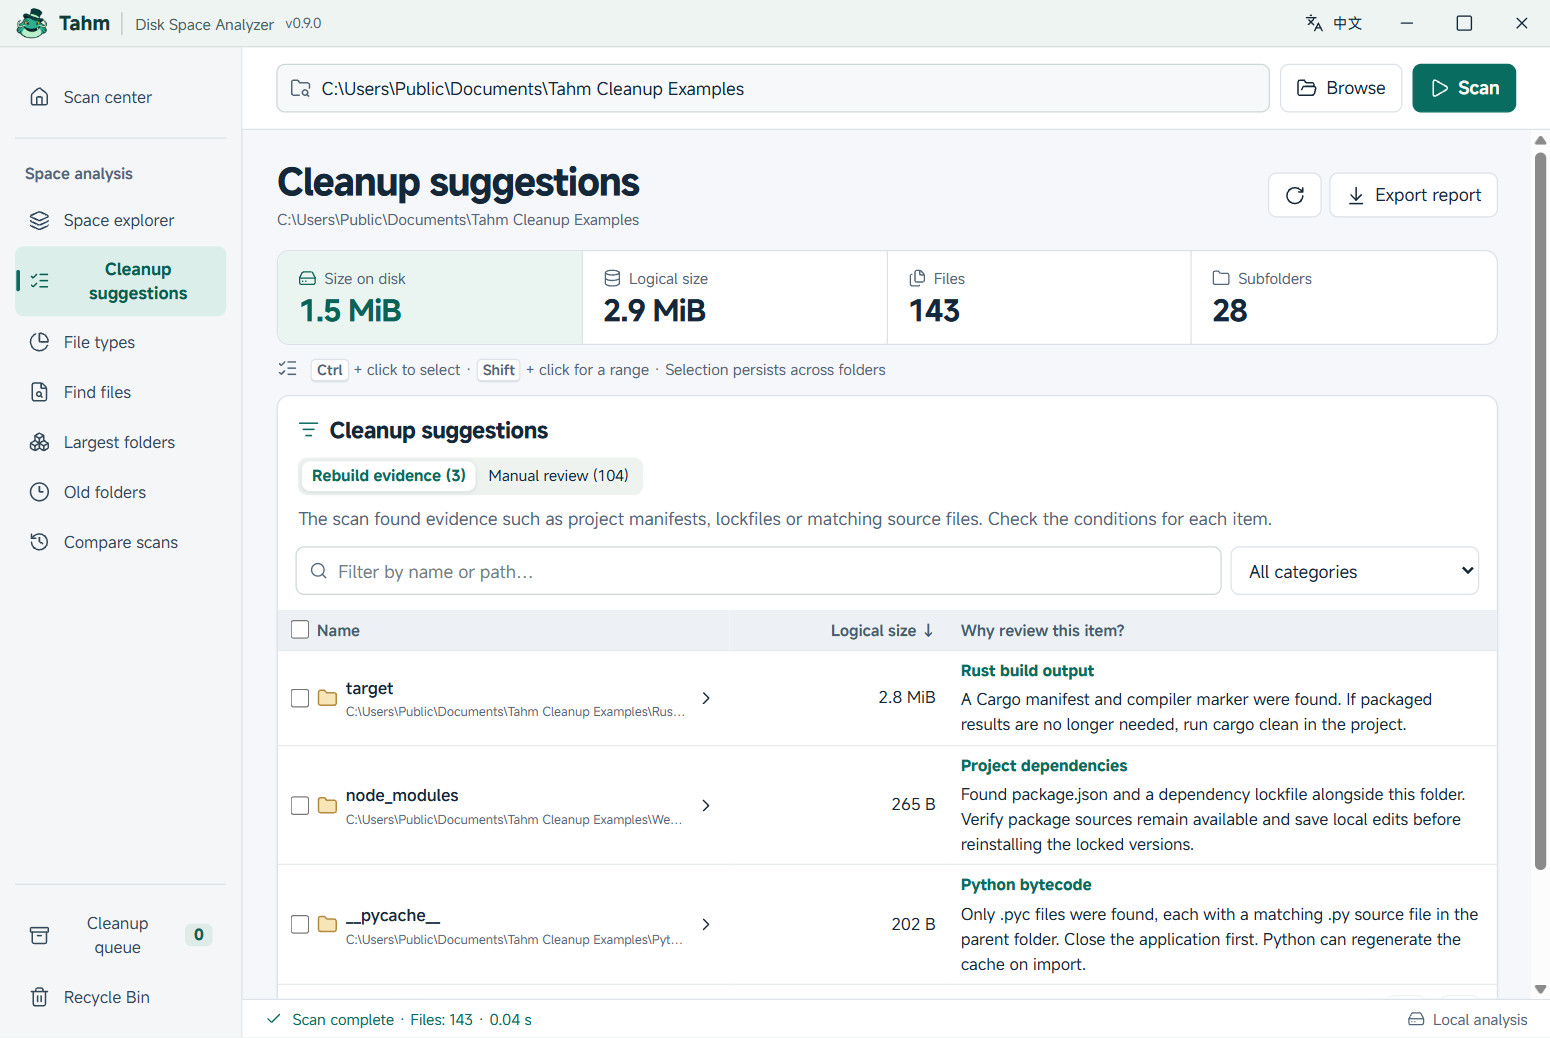 Tahm
Disk Space Analyzer
v0.9.0
中文
Scan center
Space analysis
Space explorer
Cleanup
suggestions
File types
Find files
Largest folders
Old folders
Compare scans
Cleanup
queue
0
Recycle Bin
C:\Users\Public\Documents\Tahm Cleanup Examples
Browse
Scan
Cleanup suggestions
C:\Users\Public\Documents\Tahm Cleanup Examples
Export report
Size on disk
1.5 MiB
Logical size
2.9 MiB
Files
143
Subfolders
28
Ctrl + click to select · Shift + click for a range · Selection persists across folders
Cleanup suggestions
Rebuild evidence (3)
Manual review (104)
The scan found evidence such as project manifests, lockfiles or matching source files. Check the conditions for each item.
Filter by name or path…
All categories
Name
Logical size ↓
Why review this item?
target
C:\Users\Public\Documents\Tahm Cleanup Examples\Rus…
2.8 MiB
Rust build output
A Cargo manifest and compiler marker were found. If packaged
results are no longer needed, run cargo clean in the project.
node_modules
C:\Users\Public\Documents\Tahm Cleanup Examples\We…
265 B
Project dependencies
Found package.json and a dependency lockfile alongside this folder.
Verify package sources remain available and save local edits before
reinstalling the locked versions.
__pycache__
C:\Users\Public\Documents\Tahm Cleanup Examples\Pyt…
202 B
Python bytecode
Only .pyc files were found, each with a matching .py source file in the
parent folder. Close the application first. Python can regenerate the
cache on import.
Scan complete · Files: 143 · 0.04 s
Local analysis